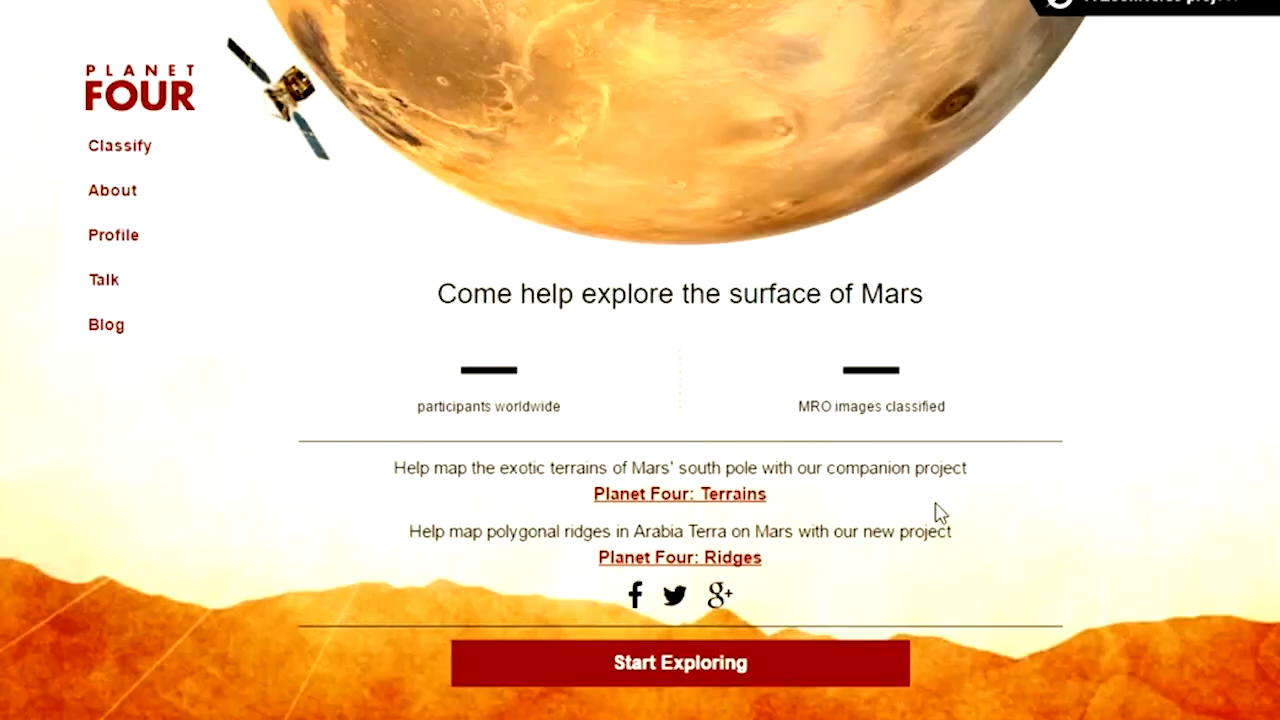 PLANET
FOUR
Classify
About
Profile
Talk
Blog
Come help explore the surface of Mars
participants worldwide
MRO images classified
Help map the exotic terrains of Mars' south pole with our companion project
Planet Four: Terrains
Help map polygonal ridges in Arabia Terra on Mars with our new project
Planet Four: Ridges
Start Exploring